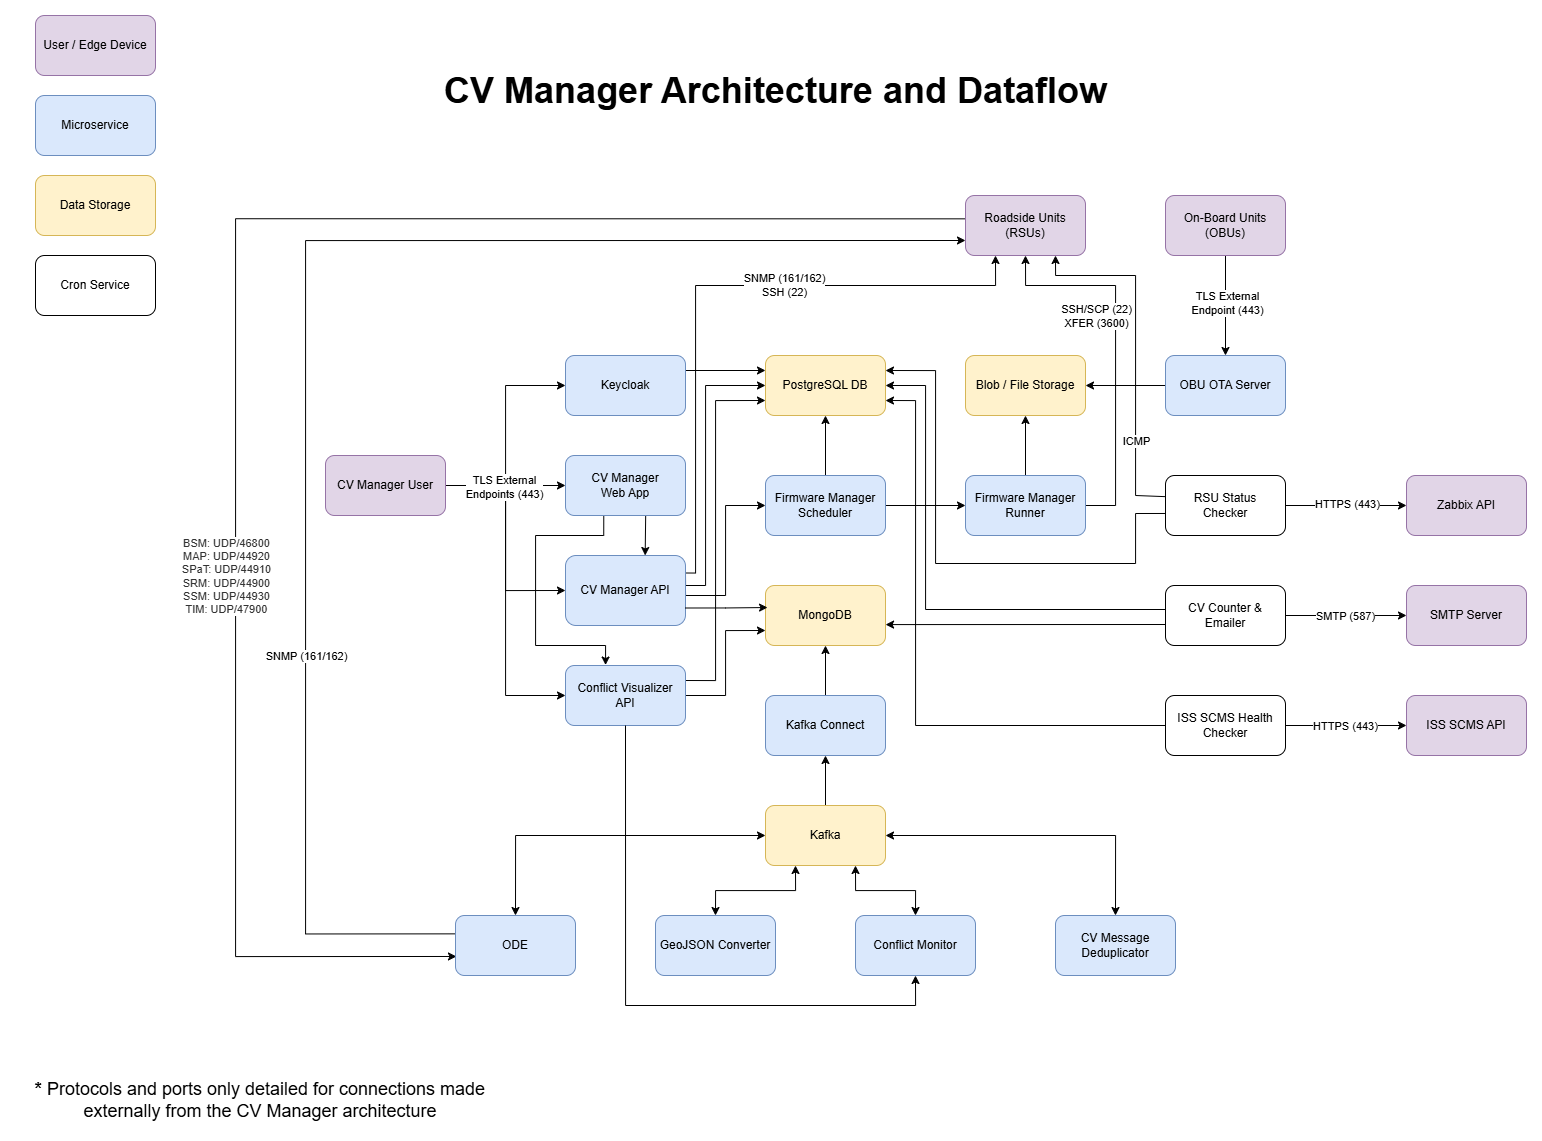 User / Edge Device
CV Manager Architecture and Dataflow
Microservice
Data Storage
Cron Service
Roadside Units
(RSUs)
On-Board Units
(OBUs)
SNMP (161/162)
SSH (22)
SSH/SCP (22)
XFER (3600)
TLS External
Endpoint (443)
Keycloak
PostgreSQL DB
Blob / File Storage
OBU OTA Server
ICMP
CV Manager User
TLS External
Endpoints (443)
CV Manager
Web App
Firmware Manager
Scheduler
Firmware Manager
Runner
RSU Status
Checker
HTTPS (443)
Zabbix API
BSM: UDP/46800
MAP: UDP/44920
SPaT: UDP/44910
SRM: UDP/44900
SSM: UDP/44930
TIM: UDP/47900
CV Manager API
MongoDB
CV Counter &
Emailer
SMTP (587)
SMTP Server
SNMP (161/162)
Conflict Visualizer
API
Kafka Connect
ISS SCMS Health
Checker
HTTPS (443)
ISS SCMS API
Kafka
ODE
GeoJSON Converter
Conflict Monitor
CV Message
Deduplicator
* Protocols and ports only detailed for connections made
externally from the CV Manager architecture